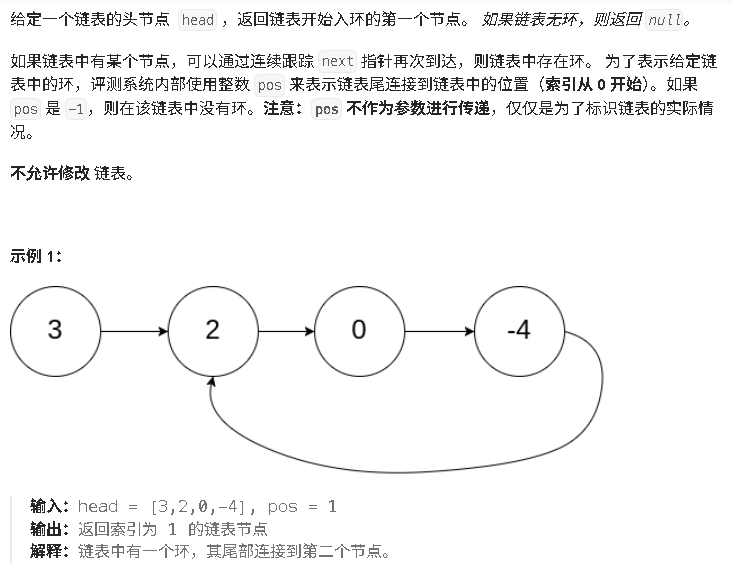 给定一个链表的头节点 head ，返回链表开始入环的第一个节点。 如果链表无环，则返回 null。
如果链表中有某个节点，可以通过连续跟踪 next 指针再次到达，则链表中存在环。 为了表示给定链
表中的环，评测系统内部使用整数 pos 来表示链表尾连接到链表中的位置（索引从 0 开始）。如果
pos 是 -1，则在该链表中没有环。注意：pos 不作为参数进行传递，仅仅是为了标识链表的实际情
况。
不允许修改 链表。
示例 1：
3 2 0 -4
输入：head = [3,2,0,-4], pos = 1
输出：返回索引为 1 的链表节点
解释：链表中有一个环，其尾部连接到第二个节点。